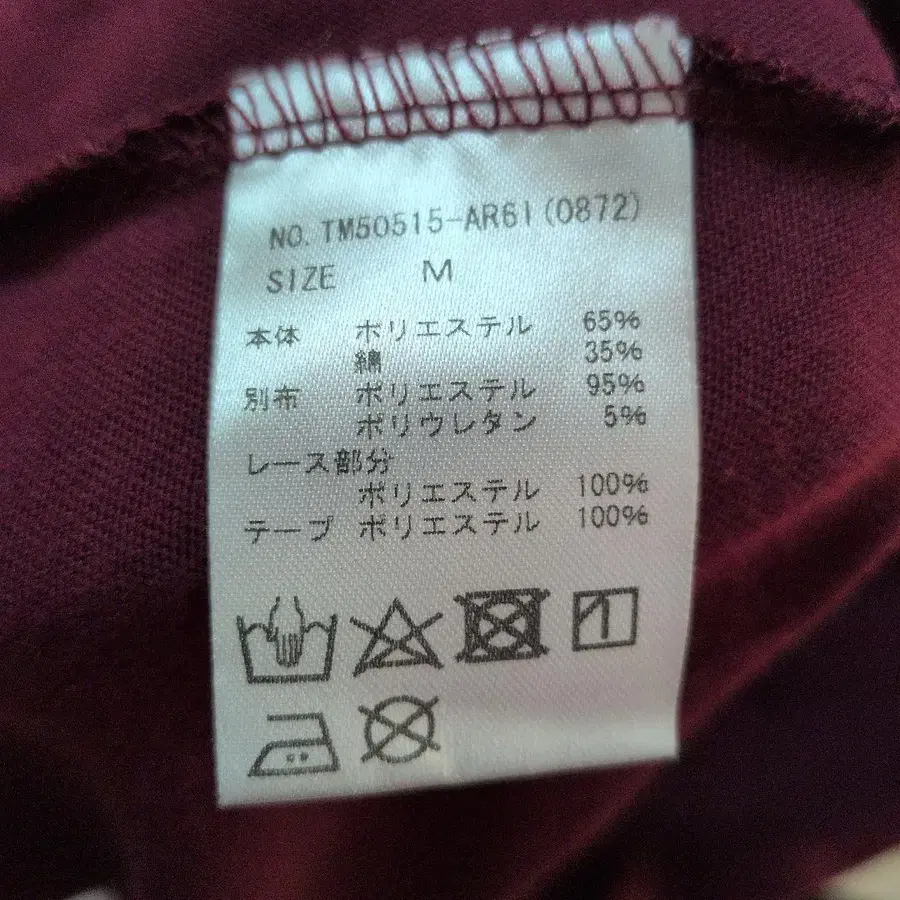 NO. TM50515-AR61(0872)
SIZE M
本体 ポリエステル 65%
綿 35%
別布 ポリエステル 95%
ポリウレタン 5%
レース部分
ポリエステル 100%
テープ ポリエステル 100%